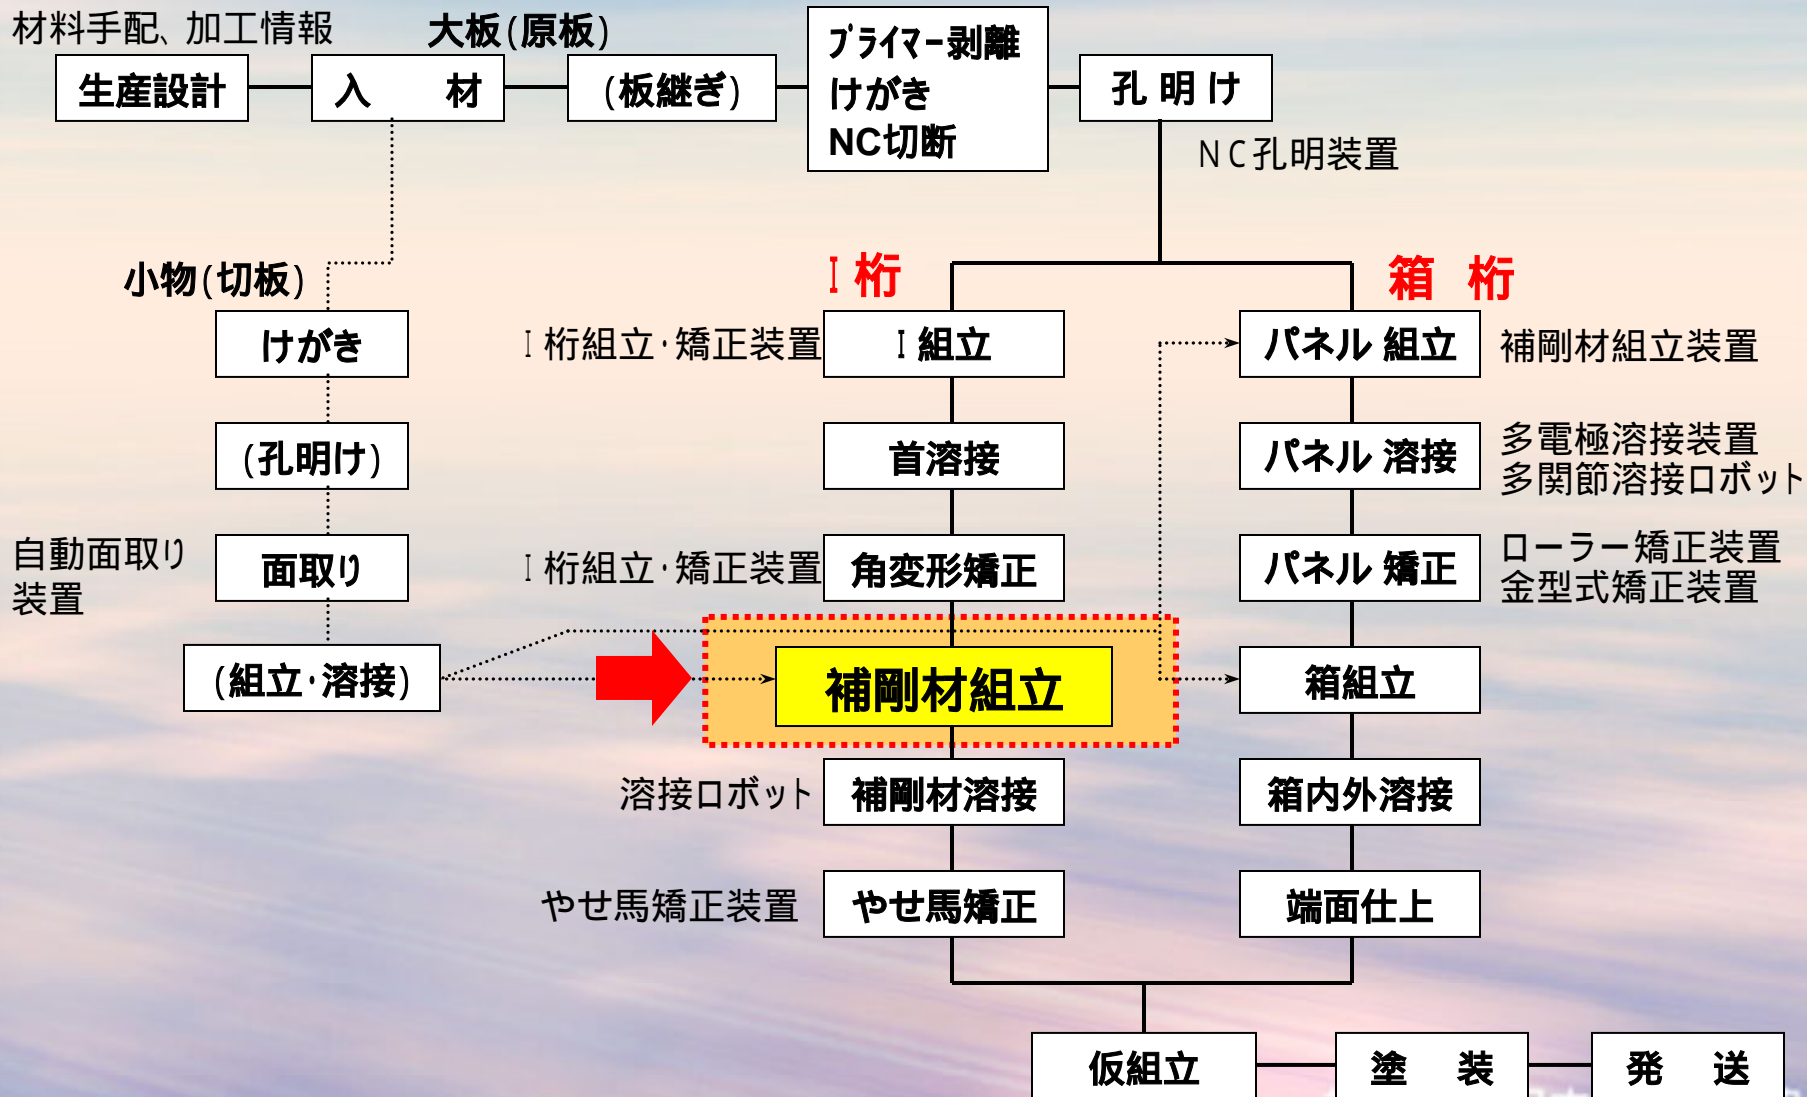 材料手配、加工情報
大板(原板)
生産設計
入　材
(板継ぎ)
プライマー剥離
けがき
NC切断
孔明け
NC孔明装置
小物(切板)
I桁
箱 桁
けがき
I桁組立・矯正装置
I組立
パネル組立
補剛材組立装置
(孔明け)
首溶接
パネル溶接
多電極溶接装置
多関節溶接ロボット
自動面取り
装置
面取り
I桁組立・矯正装置
角変形矯正
パネル矯正
ローラー矯正装置
金型式矯正装置
(組立・溶接)
補剛材組立
箱組立
溶接ロボット
補剛材溶接
箱内外溶接
やせ馬矯正装置
やせ馬矯正
端面仕上
仮組立
塗　装
発　送